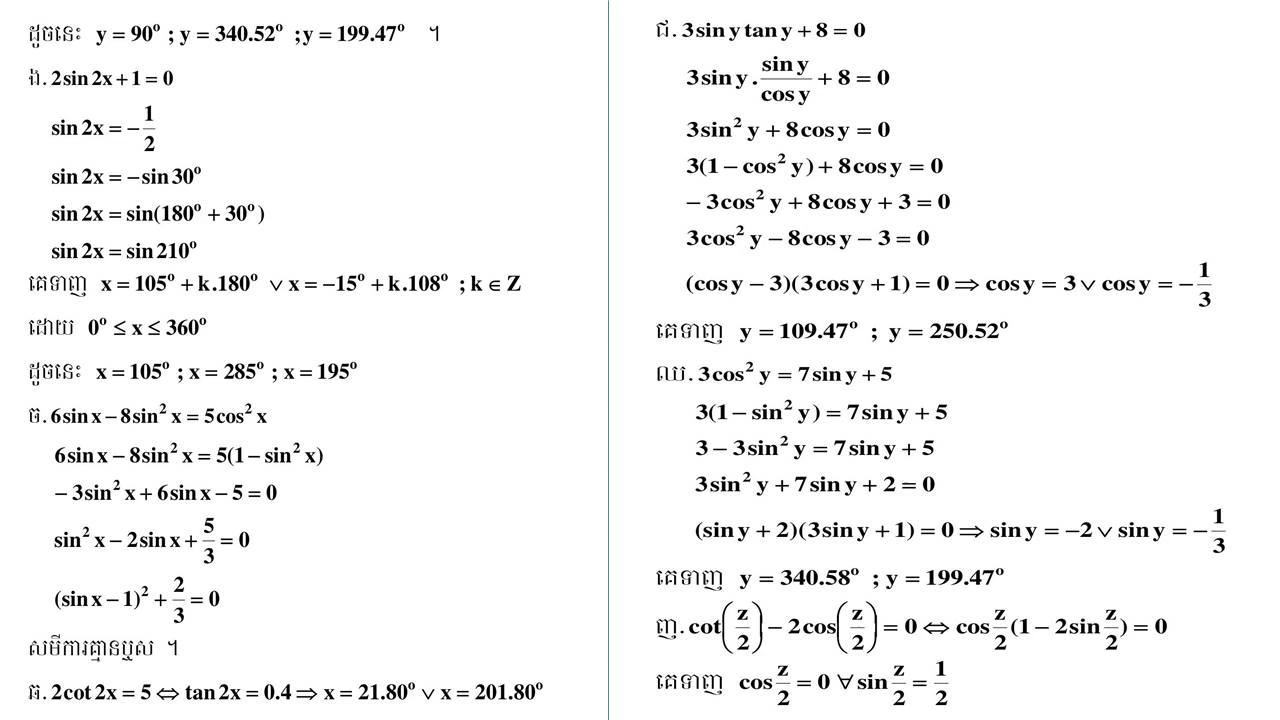 ដូចនេះ y = 90° ; y = 340.52° ; y = 199.47° ។
ង. 2sin 2x + 1 = 0
sin 2x = −1/2
sin 2x = −sin 30°
sin 2x = sin(180° + 30°)
sin 2x = sin 210°
គេទាញ x = 105° + k.180° ∨ x = −15° + k.108° ; k ∈ Z
ដោយ 0° ≤ x ≤ 360°
ដូចនេះ x = 105° ; x = 285° ; x = 195°
ច. 6sin x − 8sin² x = 5cos² x
6sin x − 8sin² x = 5(1 − sin² x)
− 3sin² x + 6sin x − 5 = 0
sin² x − 2sin x + 5/3 = 0
(sin x − 1)² + 2/3 = 0
សមីការគ្មានឫស ។
ឆ. 2cot 2x = 5 ⇔ tan 2x = 0.4 ⇒ x = 21.80° ∨ x = 201.80°
ជ. 3sin y tan y + 8 = 0
3sin y . sin y/cos y + 8 = 0
3sin² y + 8cos y = 0
3(1 − cos² y) + 8cos y = 0
− 3cos² y + 8cos y + 3 = 0
3cos² y − 8cos y − 3 = 0
(cos y − 3)(3cos y + 1) = 0 ⇒ cos y = 3 ∨ cos y = −1/3
គេទាញ y = 109.47° ; y = 250.52°
ឈ. 3cos² y = 7sin y + 5
3(1 − sin² y) = 7sin y + 5
3 − 3sin² y = 7sin y + 5
3sin² y + 7sin y + 2 = 0
(sin y + 2)(3sin y + 1) = 0 ⇒ sin y = −2 ∨ sin y = −1/3
គេទាញ y = 340.58° ; y = 199.47°
ញ. cot(z/2) − 2cos(z/2) = 0 ⇔ cos z/2 (1 − 2sin z/2) = 0
គេទាញ cos z/2 = 0 ∀ sin z/2 = 1/2